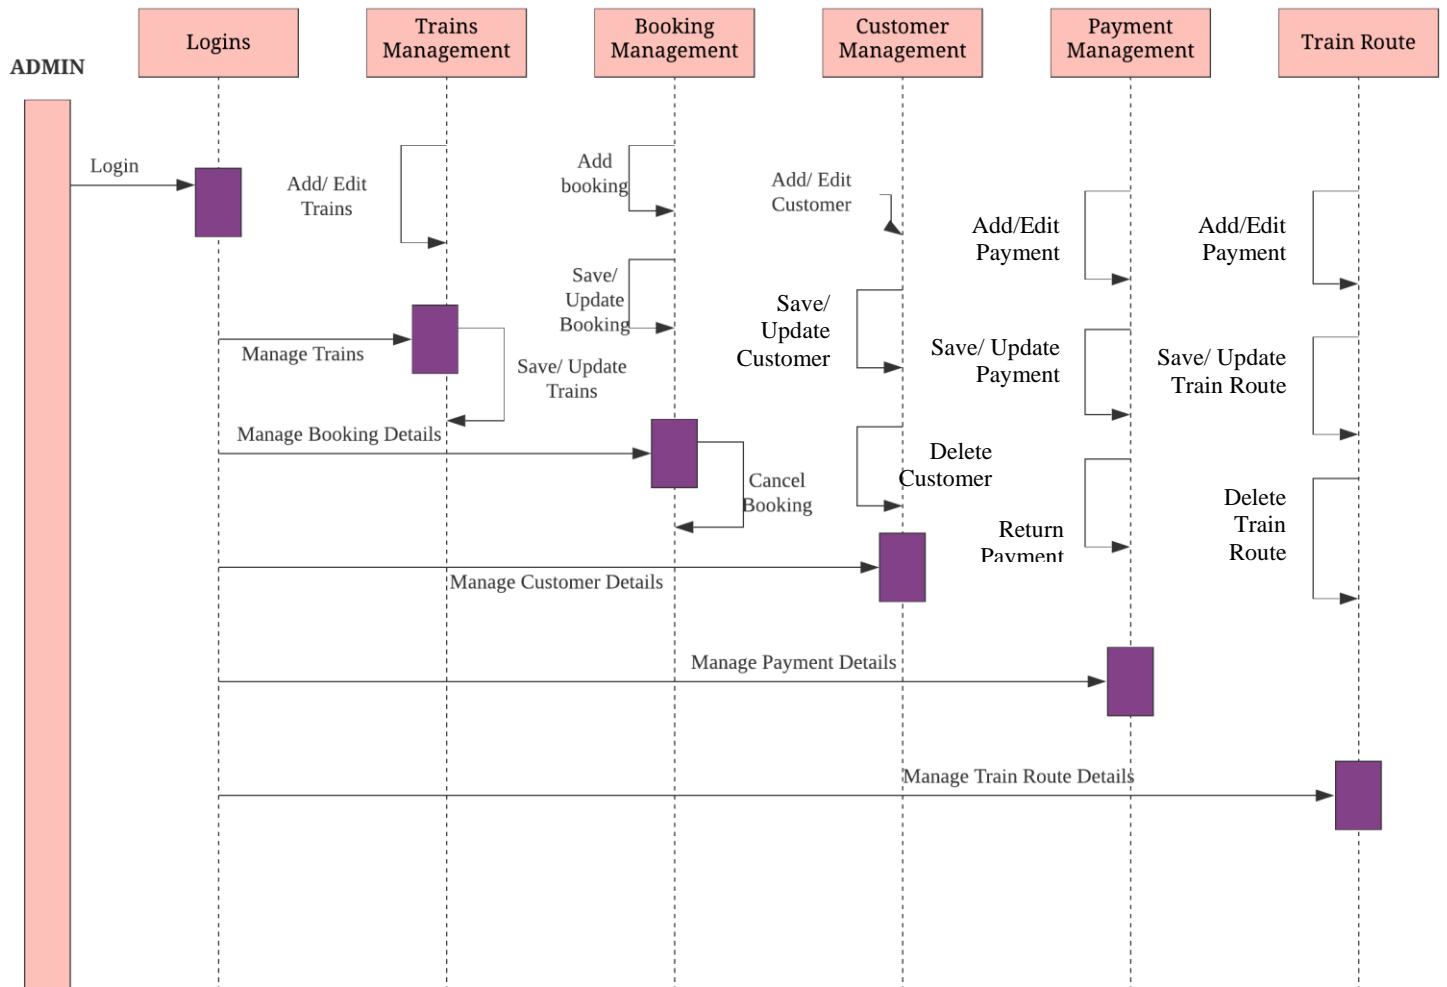 Logins
Trains
Management
Booking
Management
Customer
Management
Payment
Management
Train Route
ADMIN
Login
Add/ Edit
Trains
Add
booking
Add/ Edit
Customer
Add/Edit
Payment
Add/Edit
Payment
Save/
Update
Booking
Save/
Update
Customer
Save/ Update
Payment
Save/ Update
Train Route
Manage Trains
Save/ Update
Trains
Manage Booking Details
Cancel
Booking
Delete
Customer
Return
Payment
Delete
Train
Route
Manage Customer Details
Manage Payment Details
Manage Train Route Details